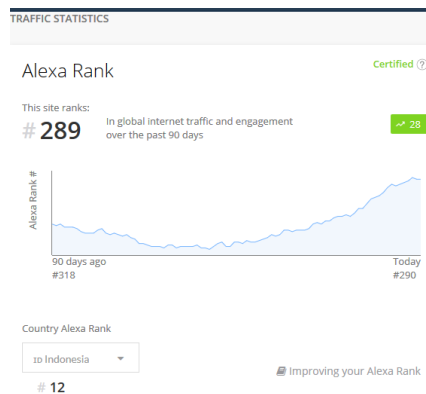 TRAFFIC STATISTICS
Alexa Rank
Certified ?
This site ranks:
# 289
In global internet traffic and engagement
over the past 90 days
28
Alexa Rank #
90 days ago
#318
Today
#290
Country Alexa Rank
ID Indonesia
Improving your Alexa Rank
# 12